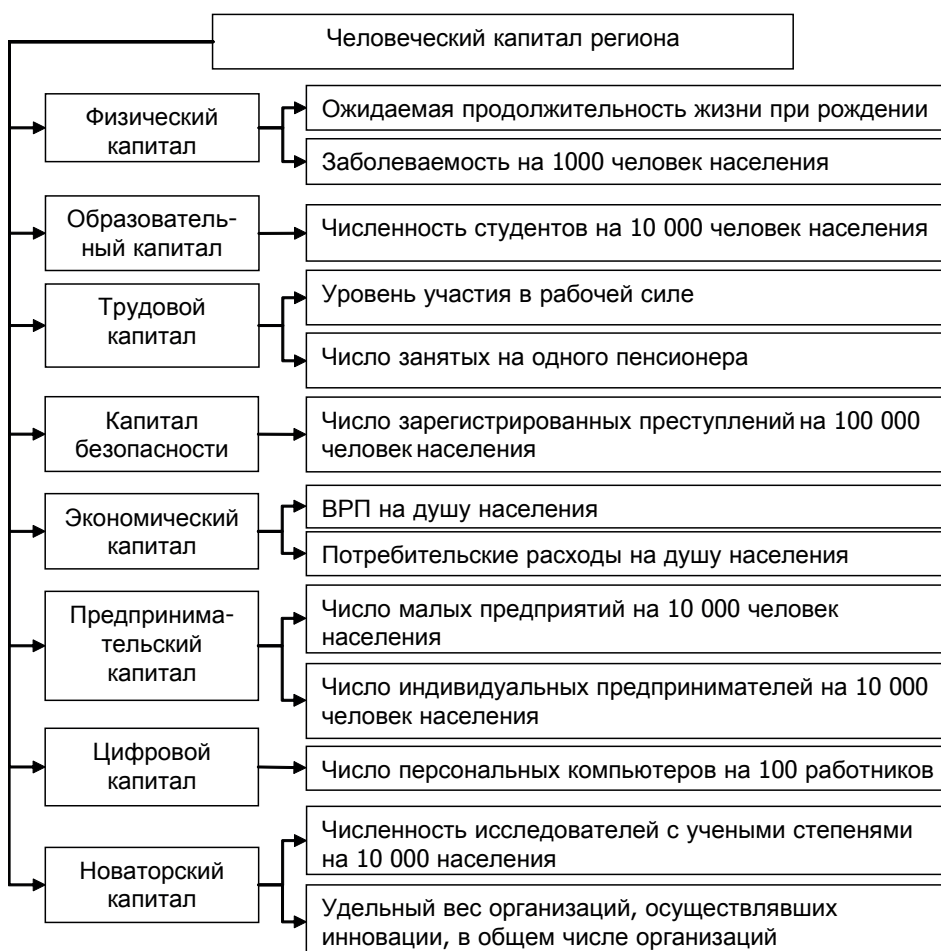 Человеческий капитал региона
Физический
капитал
Ожидаемая продолжительность жизни при рождении
Заболеваемость на 1000 человек населения
Образователь-
ный капитал
Численность студентов на 10 000 человек населения
Трудовой
капитал
Уровень участия в рабочей силе
Число занятых на одного пенсионера
Капитал
безопасности
Число зарегистрированных преступлений на 100 000
человек населения
Экономический
капитал
ВРП на душу населения
Потребительские расходы на душу населения
Предпринима-
тельский
капитал
Число малых предприятий на 10 000 человек
населения
Число индивидуальных предпринимателей на 10 000
человек населения
Цифровой
капитал
Число персональных компьютеров на 100 работников
Новаторский
капитал
Численность исследователей с учеными степенями
на 10 000 населения
Удельный вес организаций, осуществлявших
инновации, в общем числе организаций